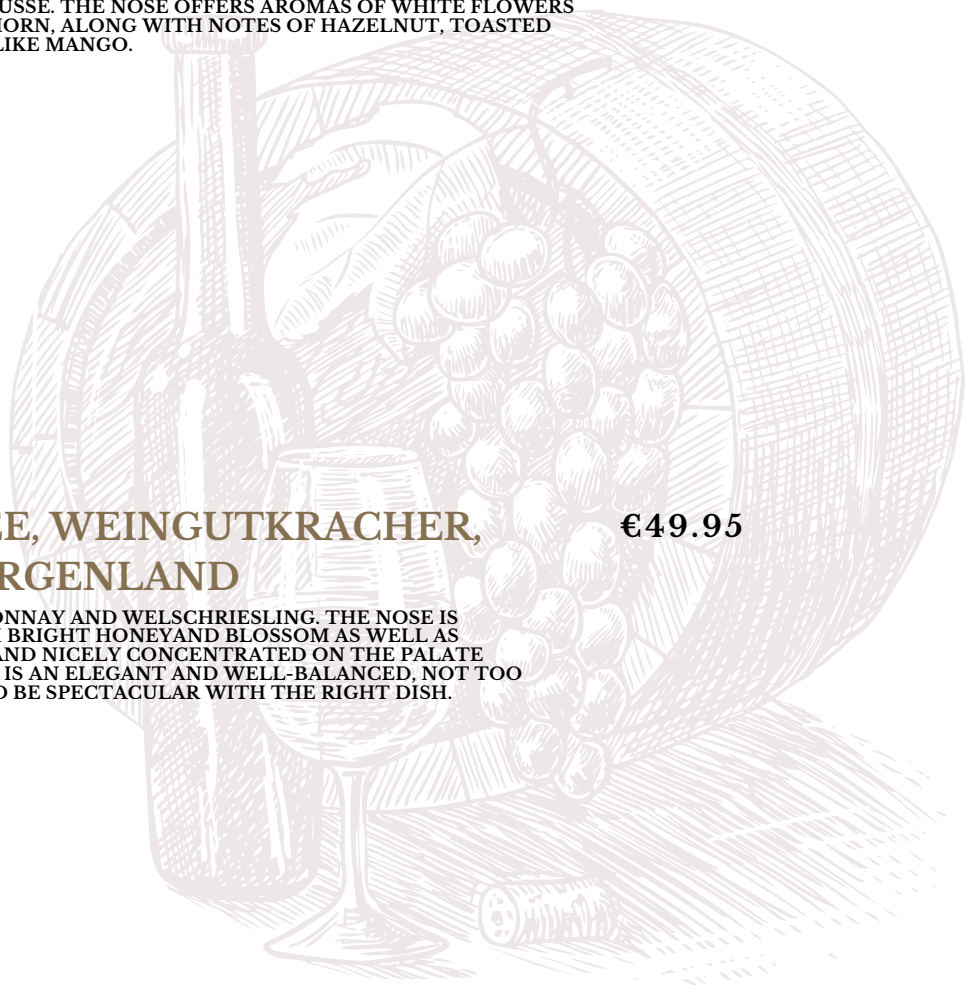 USSE. THE NOSE OFFERS AROMAS OF WHITE FLOWERS
HORN, ALONG WITH NOTES OF HAZELNUT, TOASTED
LIKE MANGO.
EE, WEINGUTKRACHER,
RGENLAND
€49.95
ONNAY AND WELSCHRIESLING. THE NOSE IS
BRIGHT HONEYAND BLOSSOM AS WELL AS
AND NICELY CONCENTRATED ON THE PALATE
IS AN ELEGANT AND WELL-BALANCED, NOT TOO
BE SPECTACULAR WITH THE RIGHT DISH.